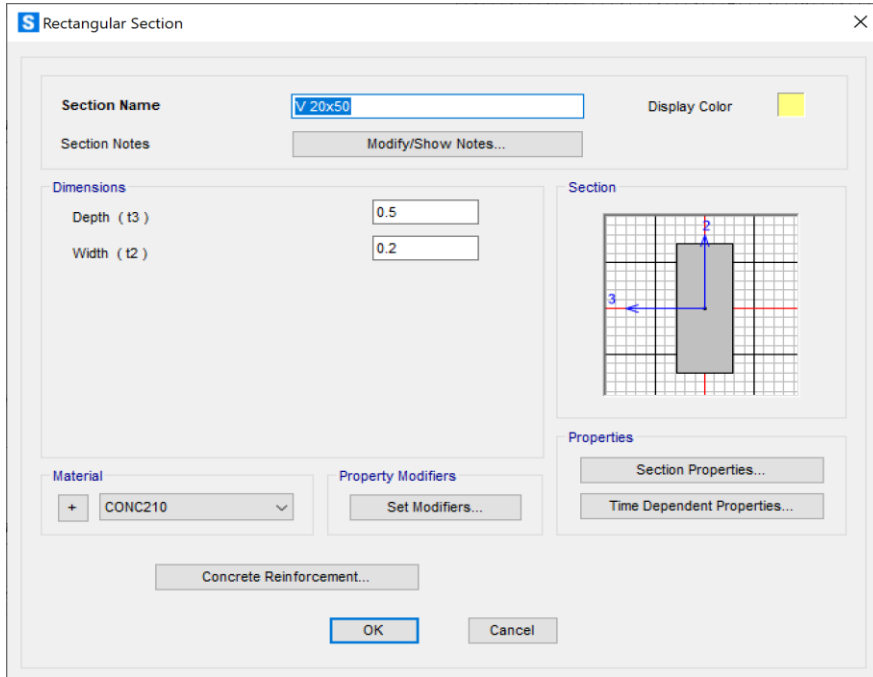 S Rectangular Section
Section Name V 20x50 Display Color
Section Notes Modify/Show Notes...
Dimensions
Depth ( t3 ) 0.5
Width ( t2 ) 0.2
Section
2
3
Properties
Section Properties...
Time Dependent Properties...
Material
+ CONC210
Property Modifiers
Set Modifiers...
Concrete Reinforcement...
OK Cancel